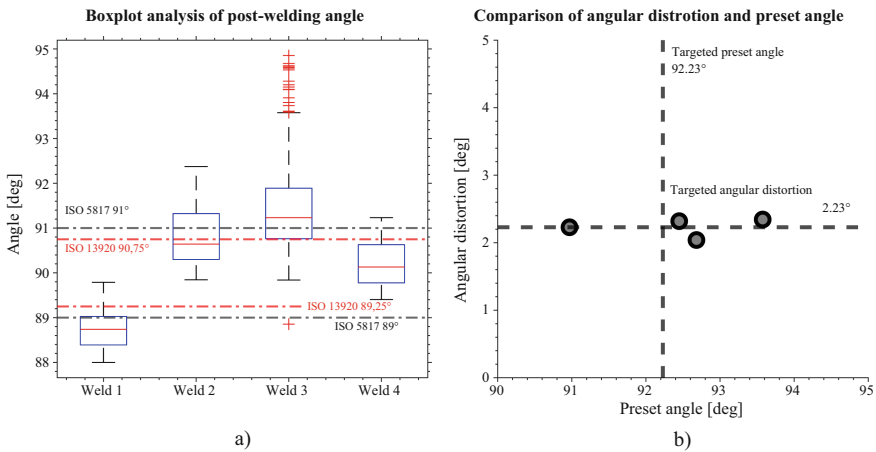 Boxplot analysis of post-welding angle
95
94
93
92
91
90
89
88
Angle [deg]
ISO 5817 91°
ISO 13920 90,75°
ISO 13920 89,25°
ISO 5817 89°
Weld 1 Weld 2 Weld 3 Weld 4
a)
Comparison of angular distrotion and preset angle
5
4
3
2
1
0
Angular distortion [deg]
Targeted preset angle
92.23°
Targeted angular distortion
2.23°
90 91 92 93 94 95
Preset angle [deg]
b)